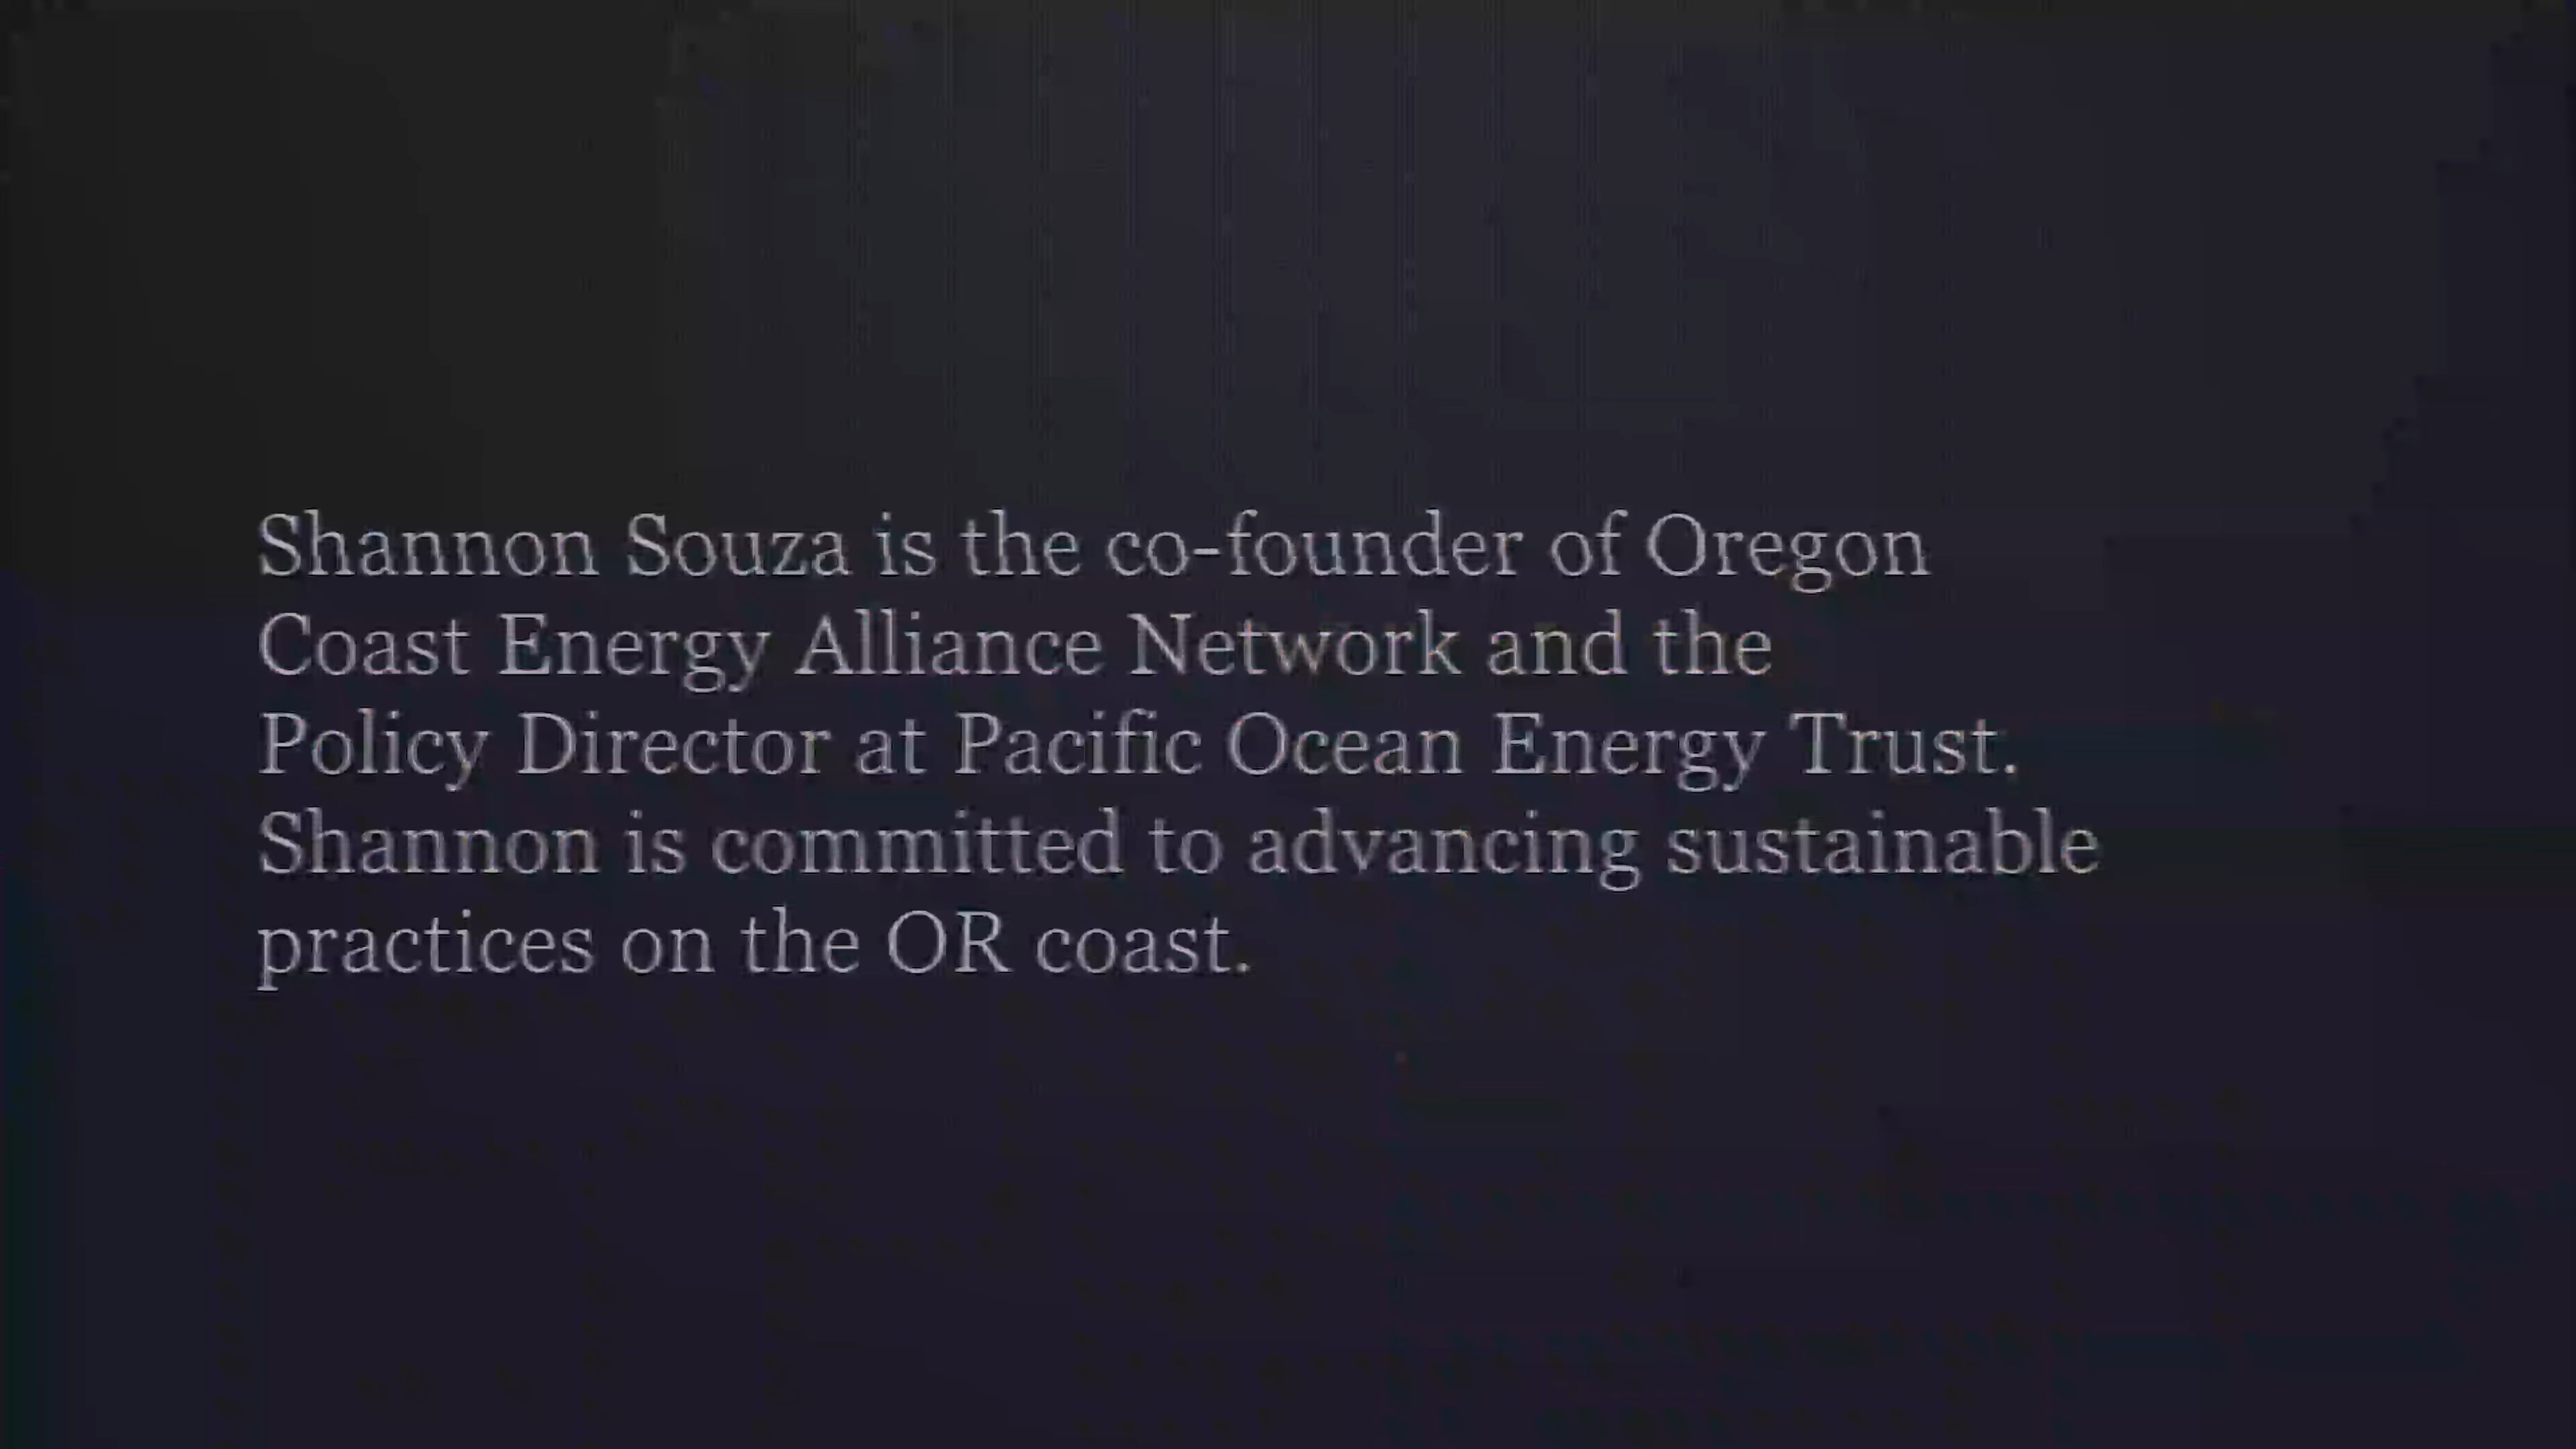 Shannon Souza is the co-founder of Oregon
Coast Energy Alliance Network and the
Policy Director at Pacific Ocean Energy Trust.
Shannon is committed to advancing sustainable
practices on the OR coast.